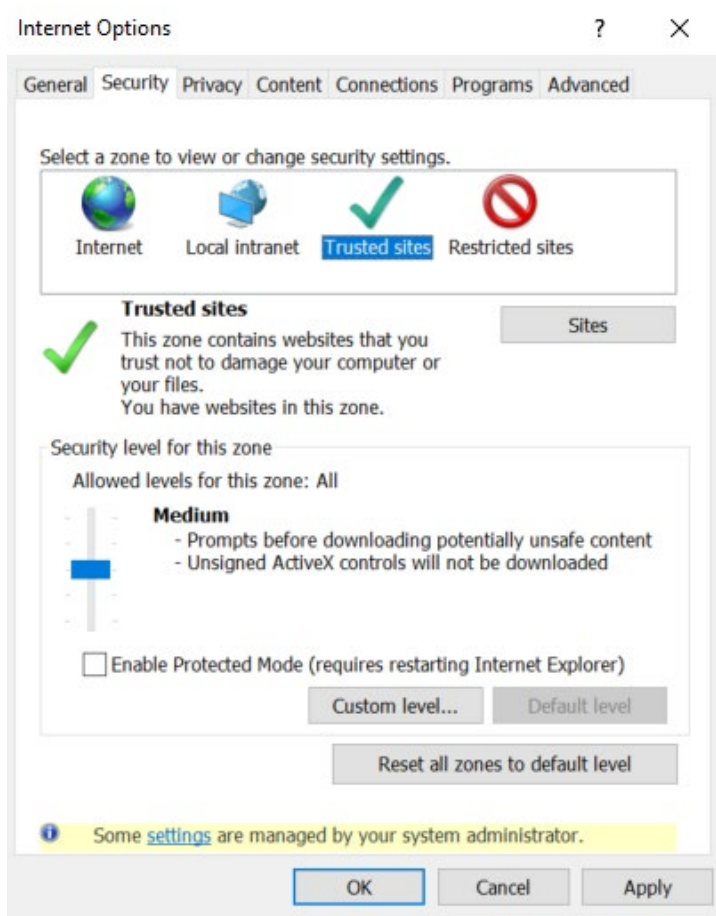 Internet Options
?
General Security Privacy Content Connections Programs Advanced
Select a zone to view or change security settings.
Internet Local intranet Trusted sites Restricted sites
Trusted sites
Sites
This zone contains websites that you
trust not to damage your computer or
your files.
You have websites in this zone.
Security level for this zone
Allowed levels for this zone: All
Medium
- Prompts before downloading potentially unsafe content
- Unsigned ActiveX controls will not be downloaded
Enable Protected Mode (requires restarting Internet Explorer)
Custom level... Default level
Reset all zones to default level
Some settings are managed by your system administrator.
OK Cancel Apply